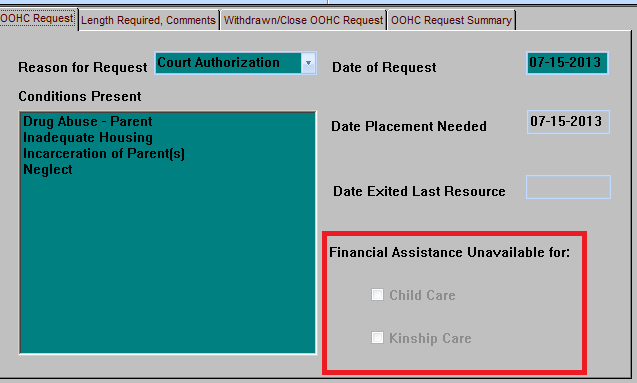 OOHC Request Length Required, Comments Withdrawn/Close OOHC Request OOHC Request Summary
Reason for Request Court Authorization Date of Request 07-15-2013
Conditions Present
Drug Abuse - Parent
Inadequate Housing
Incarceration of Parent(s)
Neglect
Date Placement Needed 07-15-2013
Date Exited Last Resource
Financial Assistance Unavailable for:
Child Care
Kinship Care